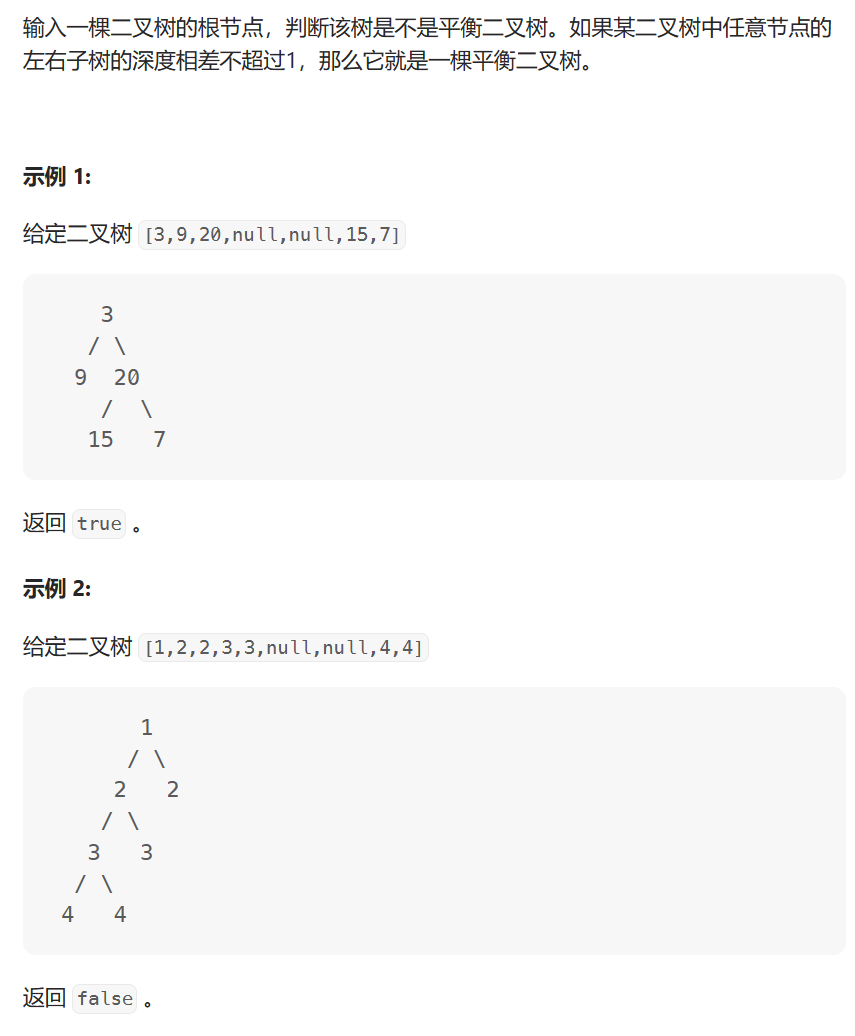 输入一棵二叉树的根节点，判断该树是不是平衡二叉树。如果某二叉树中任意节点的
左右子树的深度相差不超过1，那么它就是一棵平衡二叉树。
示例 1:
给定二叉树 [3,9,20,null,null,15,7]
3
/ \
9 20
/ \
15 7
返回 true 。
示例 2:
给定二叉树 [1,2,2,3,3,null,null,4,4]
1
/ \
2 2
/ \
3 3
/ \
4 4
返回 false 。